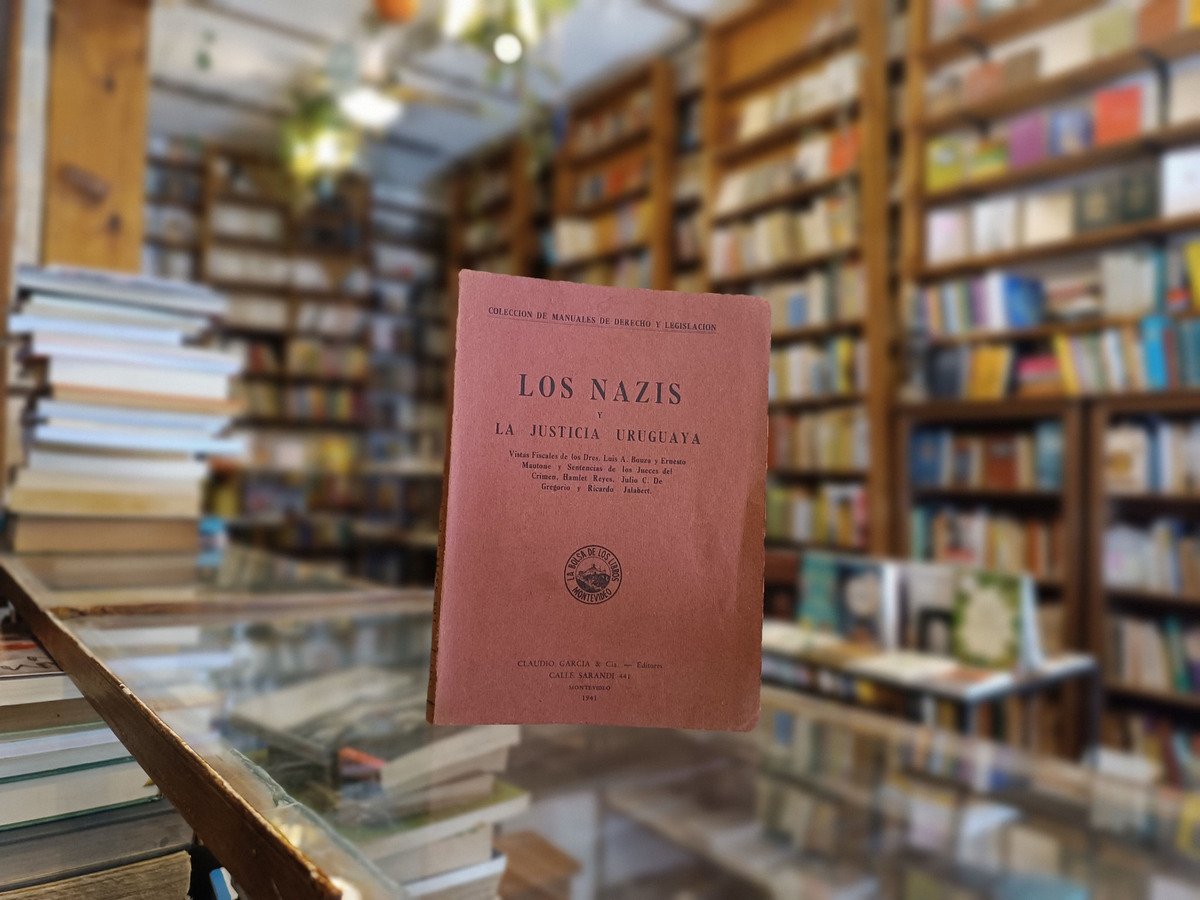 COLECCION DE MANUALES DE DERECHO Y LEGISLACION
LOS NAZIS
Y
LA JUSTICIA URUGUAYA
Vistas Fiscales de los Dres. Luis A. Bouza y Ernesto
Mautone y Sentencias de los Jueces del
Crimen, Hamlet Reyes, Julio C. De
Gregorio y Ricardo Jalabert.
LA BOLSA DE LOS LIBROS
MONTEVIDEO
CLAUDIO GARCIA & Cía. — Editores
CALLE SARANDI 441
MONTEVIDEO
1941